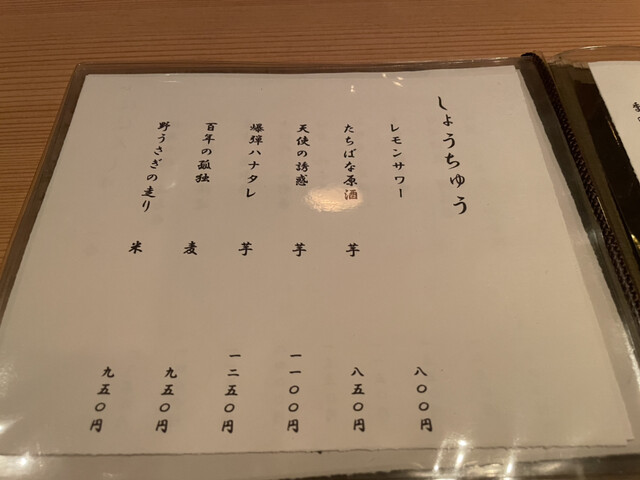 しょうちゅう
レモンサワー 八〇〇円
たちばな原酒 芋 八五〇円
天使の誘惑 芋 一一〇〇円
爆弾ハナタレ 芋 一二五〇円
百年の孤独 麦 九五〇円
野うさぎの走り 米 九五〇円